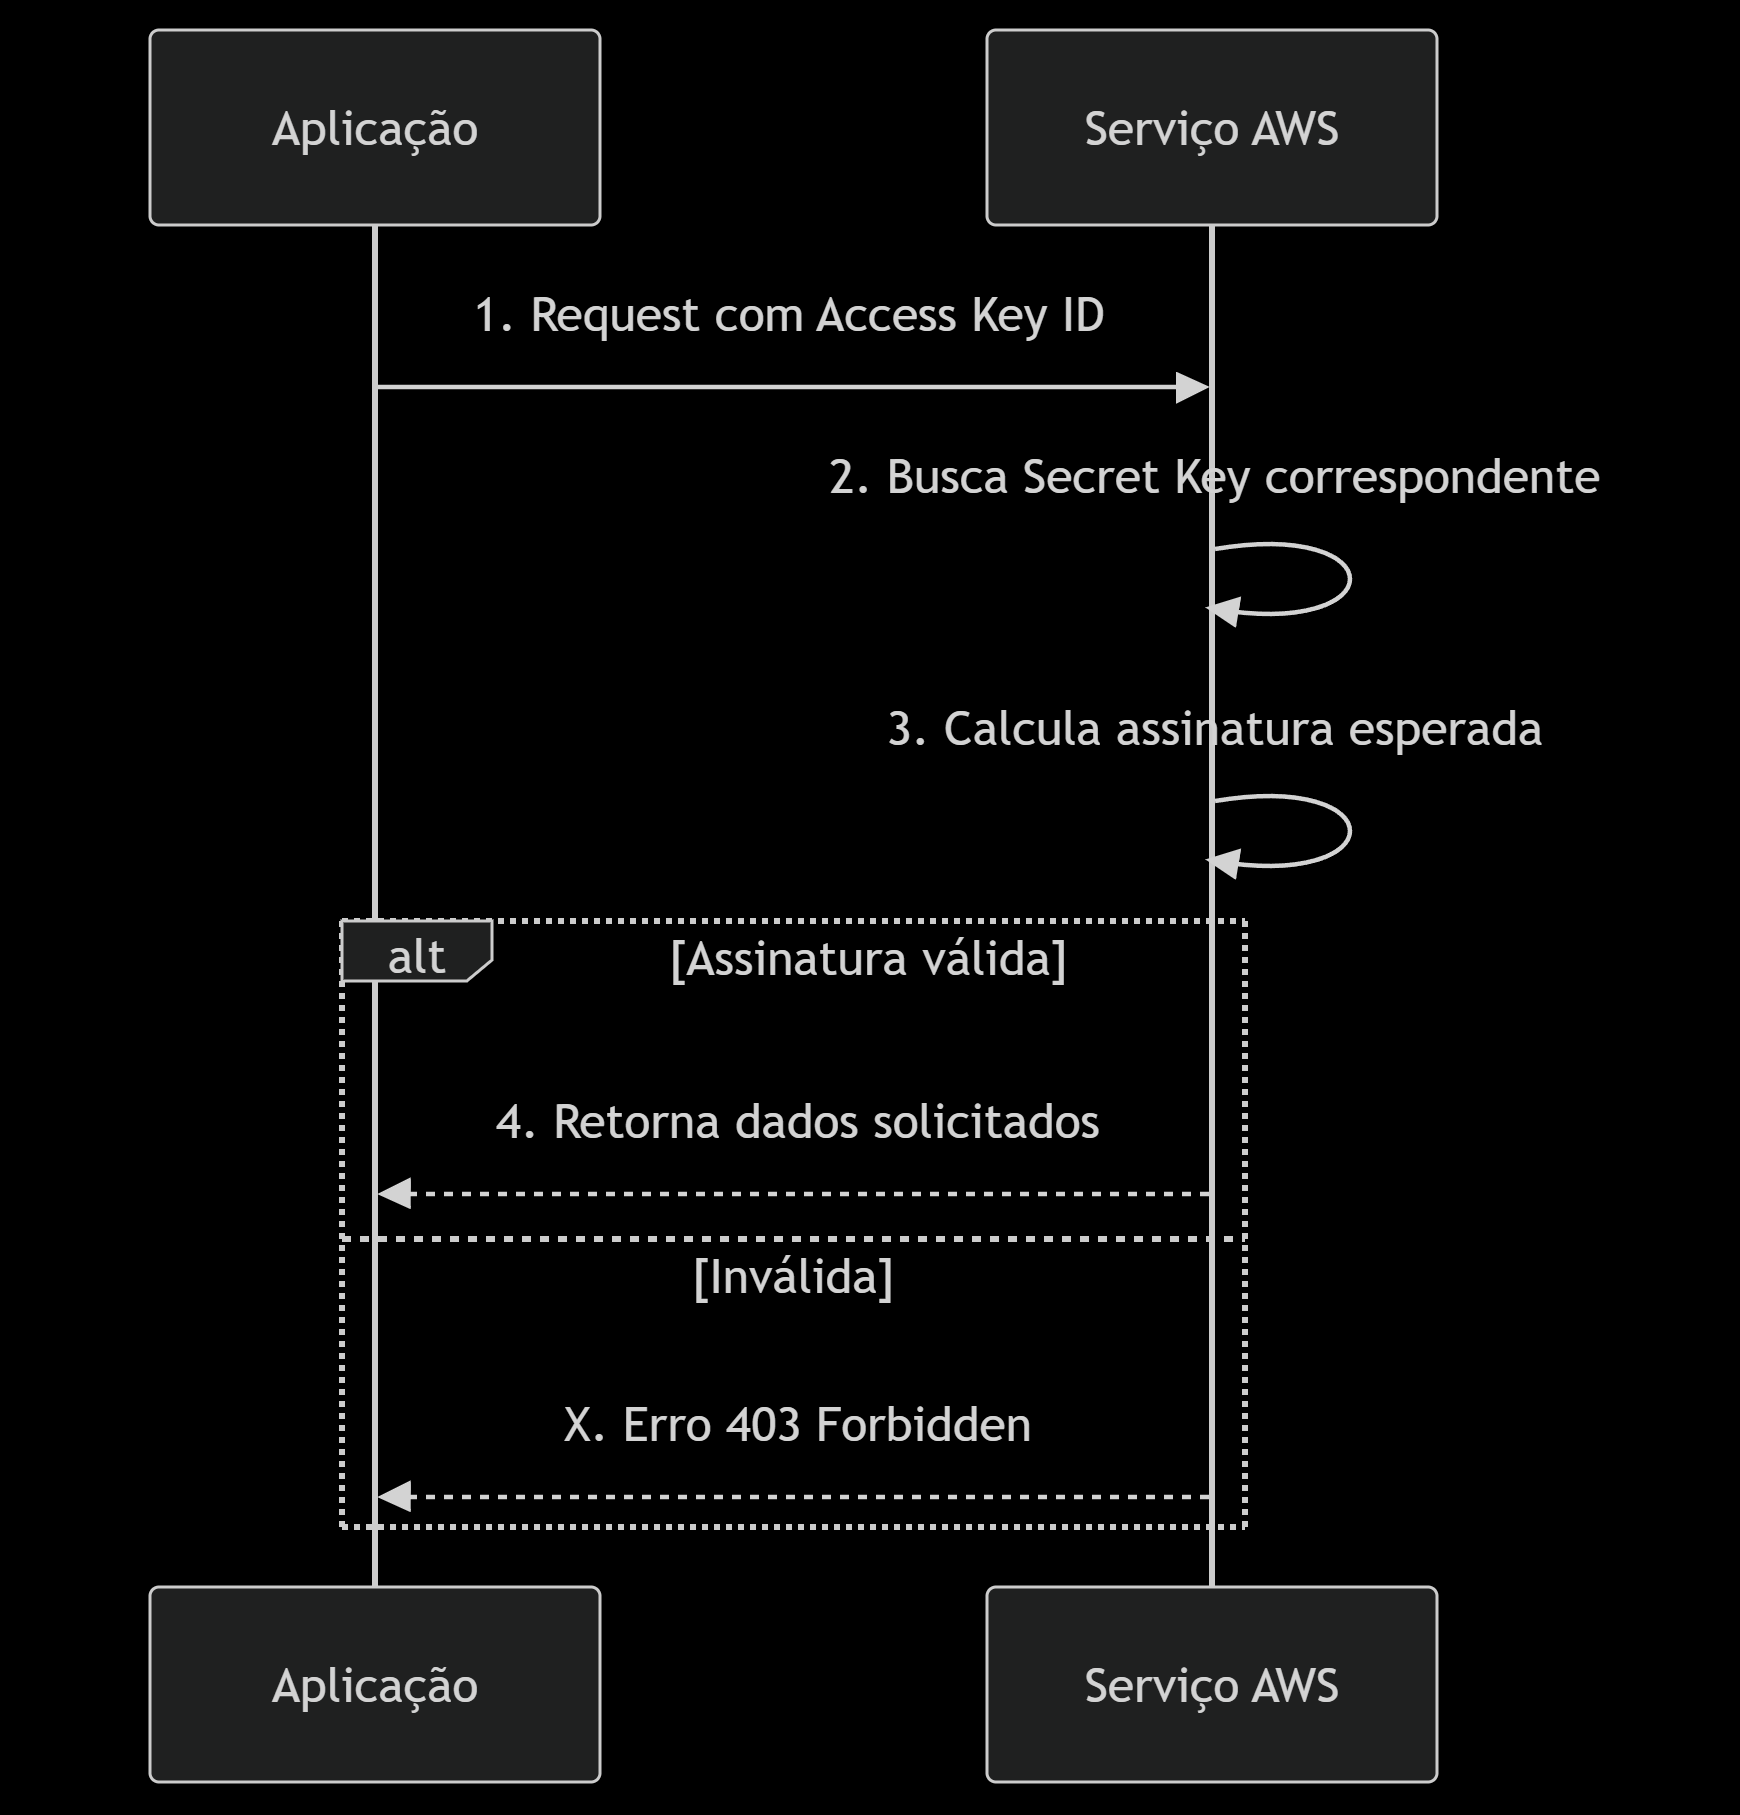 Aplicação
Serviço AWS
1. Request com Access Key ID
2. Busca Secret Key correspondente
3. Calcula assinatura esperada
alt
[Assinatura válida]
4. Retorna dados solicitados
[Inválida]
X. Erro 403 Forbidden
Aplicação
Serviço AWS